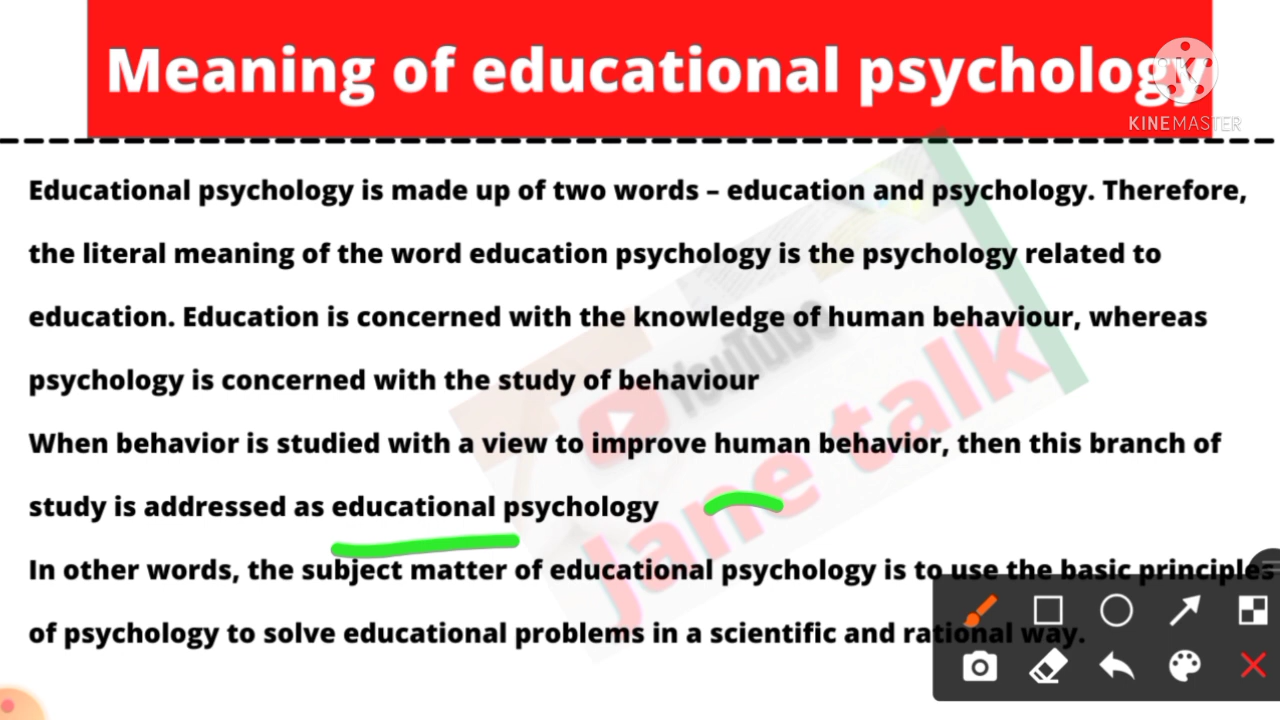 Meaning of educational psychology
KINEMASTER
Educational psychology is made up of two words – education and psychology. Therefore,
the literal meaning of the word education psychology is the psychology related to
education. Education is concerned with the knowledge of human behaviour, whereas
psychology is concerned with the study of behaviour
YouTube
When behavior is studied with a view to improve human behavior, then this branch of
study is addressed as educational psychology
Jane talk
In other words, the subject matter of educational psychology is to use the basic principles
of psychology to solve educational problems in a scientific and rational way.